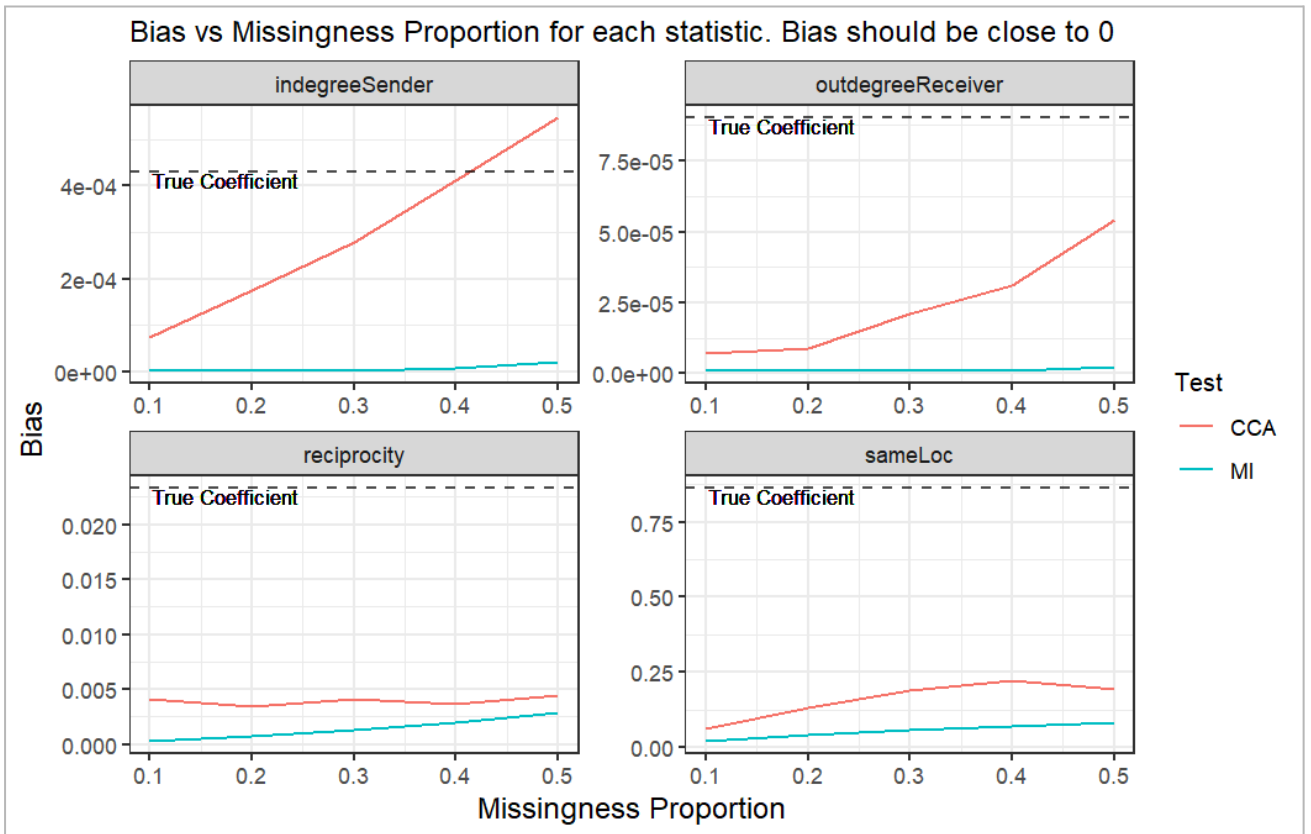 Bias vs Missingness Proportion for each statistic. Bias should be close to 0
indegreeSender
outdegreeReceiver
True Coefficient
True Coefficient
4e-04
2e-04
0e+00
7.5e-05
5.0e-05
2.5e-05
0.0e+00
0.1 0.2 0.3 0.4 0.5
0.1 0.2 0.3 0.4 0.5
reciprocity
sameLoc
True Coefficient
True Coefficient
0.020
0.015
0.010
0.005
0.000
0.75
0.50
0.25
0.00
0.1 0.2 0.3 0.4 0.5
0.1 0.2 0.3 0.4 0.5
Bias
Missingness Proportion
Test
CCA
MI